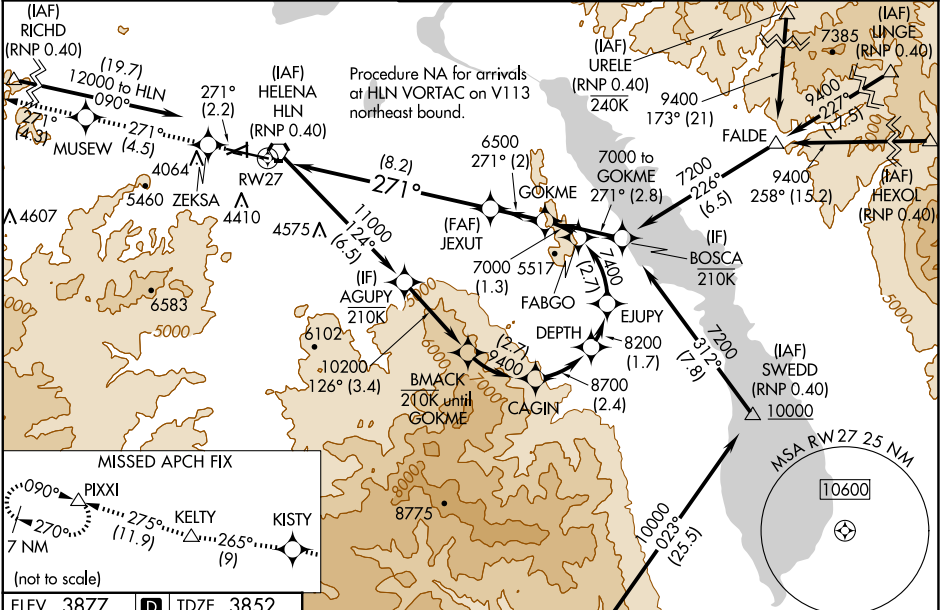 (IAF)
RICHD
(RNP 0.40)
(19.7)
12000 to HLN
090°
271°
(4.3)
MUSEW
271°
(4.5)
271°
(2.2)
4064
ZEKSA
5460
4607
4410
(IAF)
HELENA
HLN
(RNP 0.40)
RW27
4575
Procedure NA for arrivals
at HLN VORTAC on V113
northeast bound.
(8.2)
271°
11000
124°
(6.5)
(IF)
AGUPY
210K
6500
271° (2)
GOKME
(FAF)
JEXUT
7000
(1.3)
5517
FABGO
7000 to
GOKME
271° (2.8)
(IAF)
URELE
(RNP 0.40)
240K
9400
173° (21)
7385
(IAF)
LINGE
(RNP 0.40)
9400
227°
(17.5)
FALDE
9400
258° (15.2)
(IAF)
HEXOL
(RNP 0.40)
7200
226°
(6.5)
(IF)
BOSCA
210K
7400
(2.7)
EJUPY
DEPTH
8200
(1.7)
8700
(2.4)
CAGIN
(2.7)
9400
BMACK
210K until
GOKME
10200
126° (3.4)
7200
312°
(7.8)
(IAF)
SWEDD
(RNP 0.40)
10000
10000
023°
(25.5)
6583
5000
6102
5000
5000
6000
7000
8000
8775
MSA RW27 25 NM
10600
MISSED APCH FIX
090°
270°
7 NM
PIXXI
275°
(11.9)
KELTY
265°
(9)
KISTY
(not to scale)
ELEV 3877 D TDZE 3852